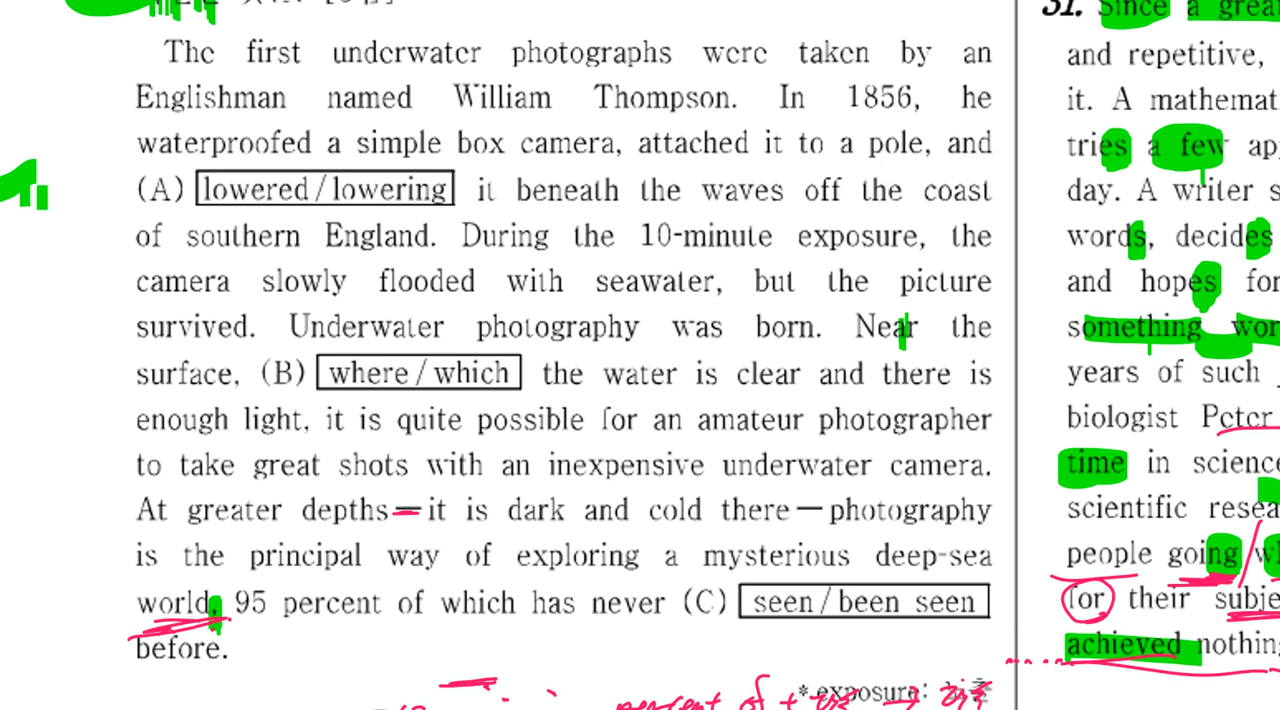 The first underwater photographs were taken by an
Englishman named William Thompson. In 1856, he
waterproofed a simple box camera, attached it to a pole, and
(A) lowered / lowering it beneath the waves off the coast
of southern England. During the 10-minute exposure, the
camera slowly flooded with seawater, but the picture
survived. Underwater photography was born. Near the
surface, (B) where / which the water is clear and there is
enough light, it is quite possible for an amateur photographer
to take great shots with an inexpensive underwater camera.
At greater depths — it is dark and cold there — photography
is the principal way of exploring a mysterious deep-sea
world, 95 percent of which has never (C) seen / been seen
before.
* exposure:
percent of +
31. Since a grea
and repetitive,
it. A mathemat
tries a few ap
day. A writer s
words, decides
and hopes for
something wor
years of such
biologist Peter
time in science
scientific resea
people going w
for their subje
achieved nothin